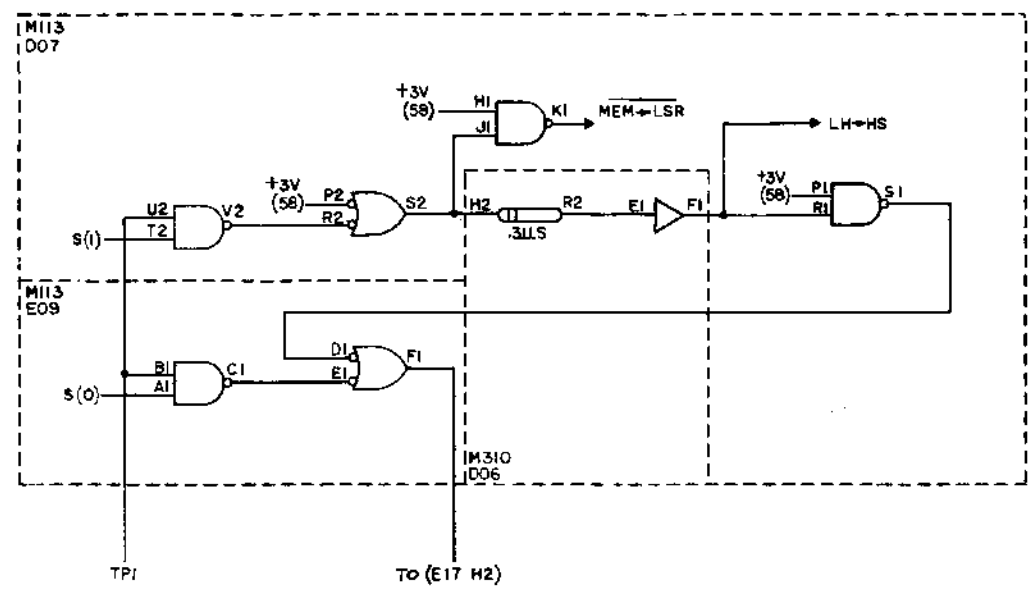 M113
D07
+3V
(58)
H1
J1
K1
MEM→LSR
LH→HS
+3V
(58)
P2
R2
S2
H2
R2
E1
F1
+3V
(58)
P1
R1
S1
U2
T2
V2
S(1)
M113
E09
D1
E1
F1
B1
A1
C1
S(0)
M310
D06
TP1
TO (E17 H2)